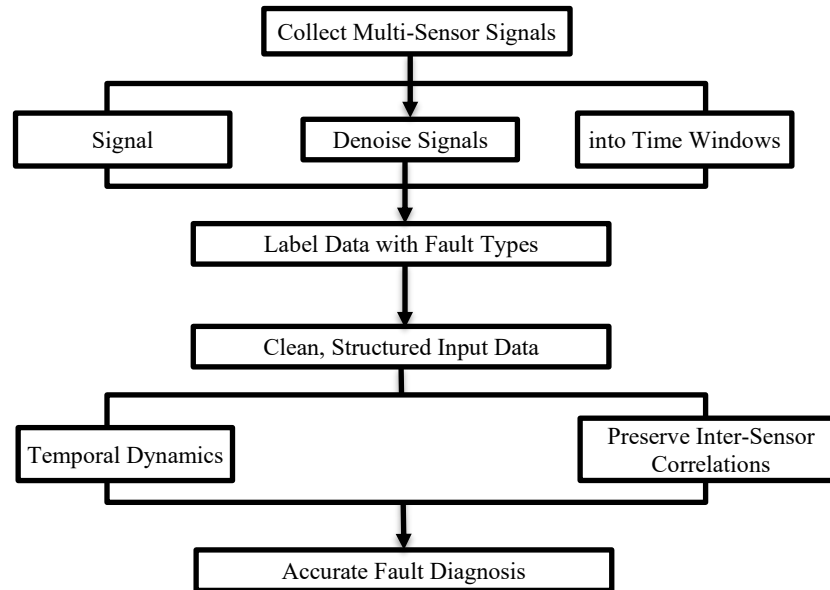 Collect Multi-Sensor Signals
Signal
Denoise Signals
into Time Windows
Label Data with Fault Types
Clean, Structured Input Data
Temporal Dynamics
Preserve Inter-Sensor
Correlations
Accurate Fault Diagnosis